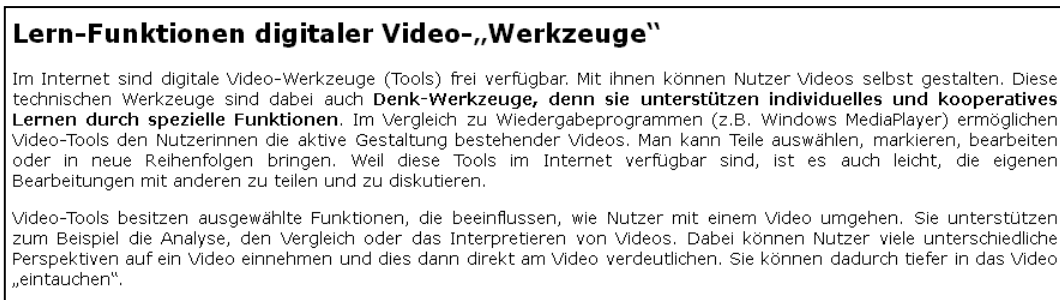 Lern-Funktionen digitaler Video-„Werkzeuge“
Im Internet sind digitale Video-Werkzeuge (Tools) frei verfügbar. Mit ihnen können Nutzer Videos selbst gestalten. Diese
technischen Werkzeuge sind dabei auch Denk-Werkzeuge, denn sie unterstützen individuelles und kooperatives
Lernen durch spezielle Funktionen. Im Vergleich zu Wiedergabeprogrammen (z.B. Windows MediaPlayer) ermöglichen
Video-Tools den Nutzerinnen die aktive Gestaltung bestehender Videos. Man kann Teile auswählen, markieren, bearbeiten
oder in neue Reihenfolgen bringen. Weil diese Tools im Internet verfügbar sind, ist es auch leicht, die eigenen
Bearbeitungen mit anderen zu teilen und zu diskutieren.
Video-Tools besitzen ausgewählte Funktionen, die beeinflussen, wie Nutzer mit einem Video umgehen. Sie unterstützen
zum Beispiel die Analyse, den Vergleich oder das Interpretieren von Videos. Dabei können Nutzer viele unterschiedliche
Perspektiven auf ein Video einnehmen und dies dann direkt am Video verdeutlichen. Sie können dadurch tiefer in das Video
„eintauchen“.